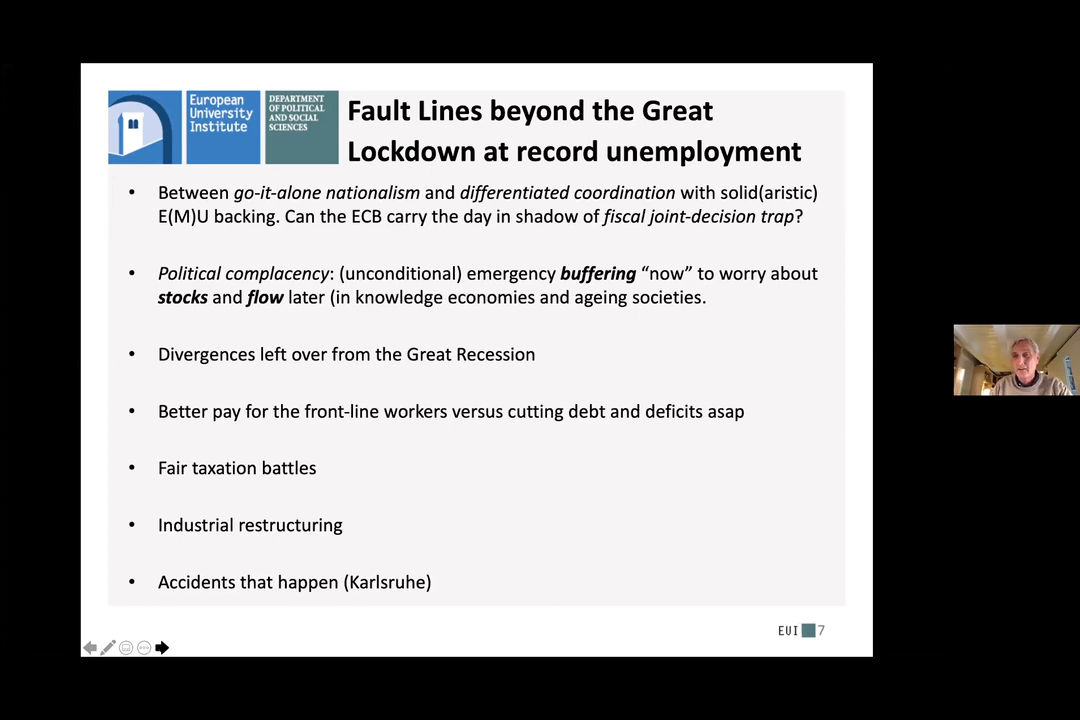 European
University
Institute
DEPARTMENT
OF POLITICAL
AND SOCIAL
SCIENCES
Fault Lines beyond the Great
Lockdown at record unemployment
• Between go-it-alone nationalism and differentiated coordination with solid(aristic)
E(M)U backing. Can the ECB carry the day in shadow of fiscal joint-decision trap?
• Political complacency: (unconditional) emergency buffering “now” to worry about
stocks and flow later (in knowledge economies and ageing societies.
• Divergences left over from the Great Recession
• Better pay for the front-line workers versus cutting debt and deficits asap
• Fair taxation battles
• Industrial restructuring
• Accidents that happen (Karlsruhe)
EUI 7